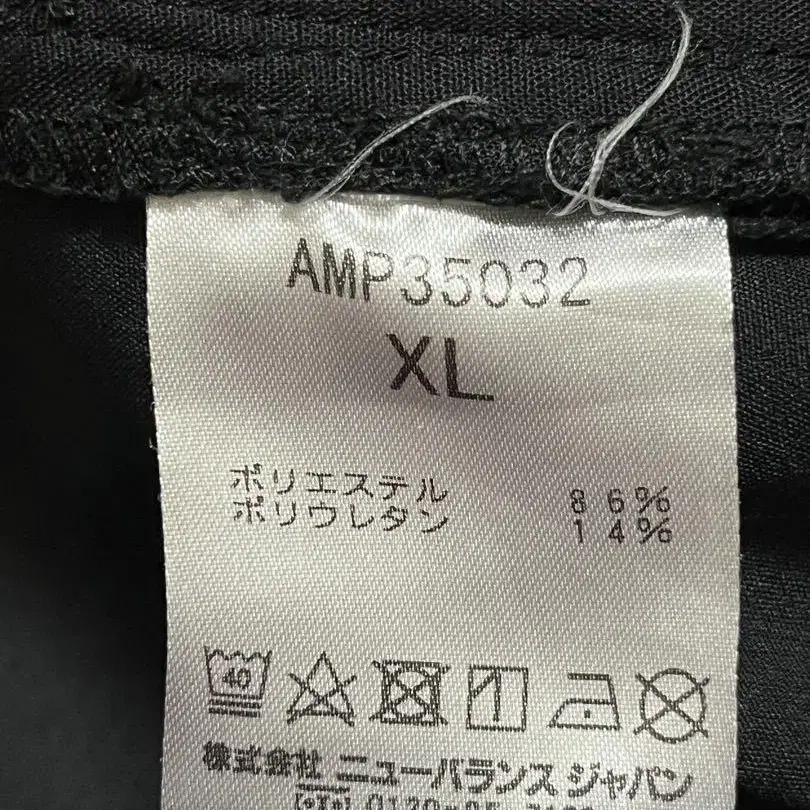 AMP35032
XL
ポリエステル 86%
ポリウレタン 14%
40
株式会社 ニューバランス ジャパン